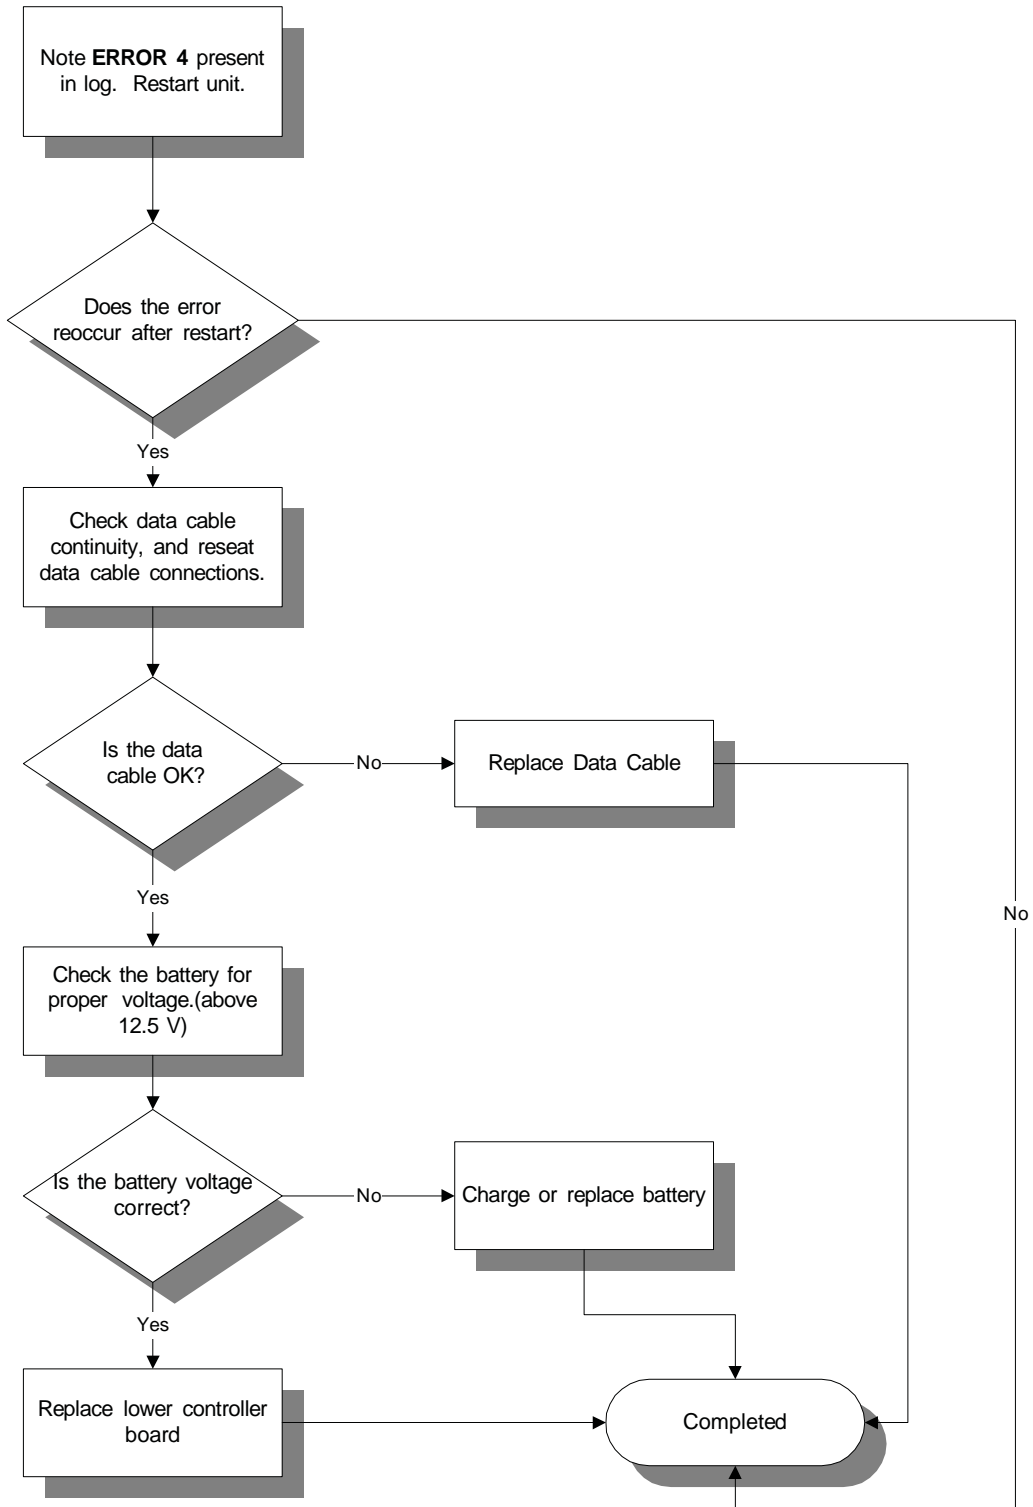 Note ERROR 4 present
in log. Restart unit.
Does the error
reoccur after restart?
Yes
Check data cable
continuity, and reseat
data cable connections.
Is the data
cable OK?
No
Replace Data Cable
Yes
No
Check the battery for
proper voltage.(above
12.5 V)
Is the battery voltage
correct?
No
Charge or replace battery
Yes
Replace lower controller
board
Completed